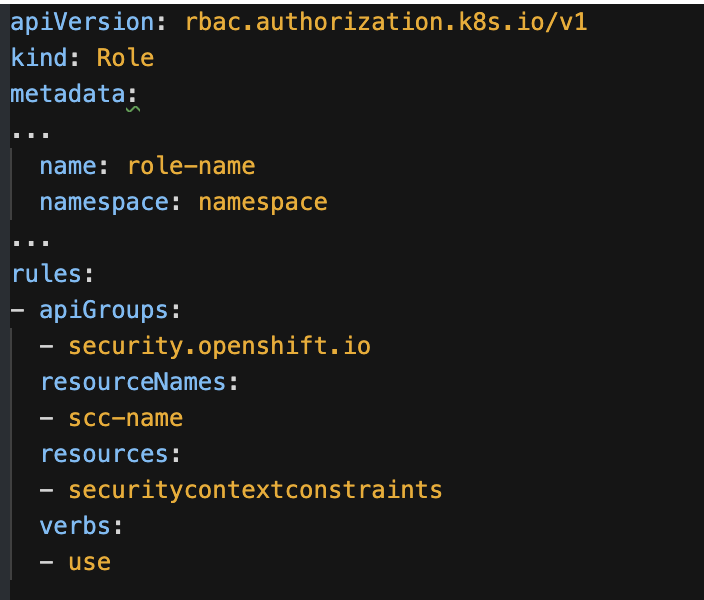 apiVersion: rbac.authorization.k8s.io/v1
kind: Role
metadata:
...
  name: role-name
  namespace: namespace
...
rules:
- apiGroups:
  - security.openshift.io
  resourceNames:
  - scc-name
  resources:
  - securitycontextconstraints
  verbs:
  - use